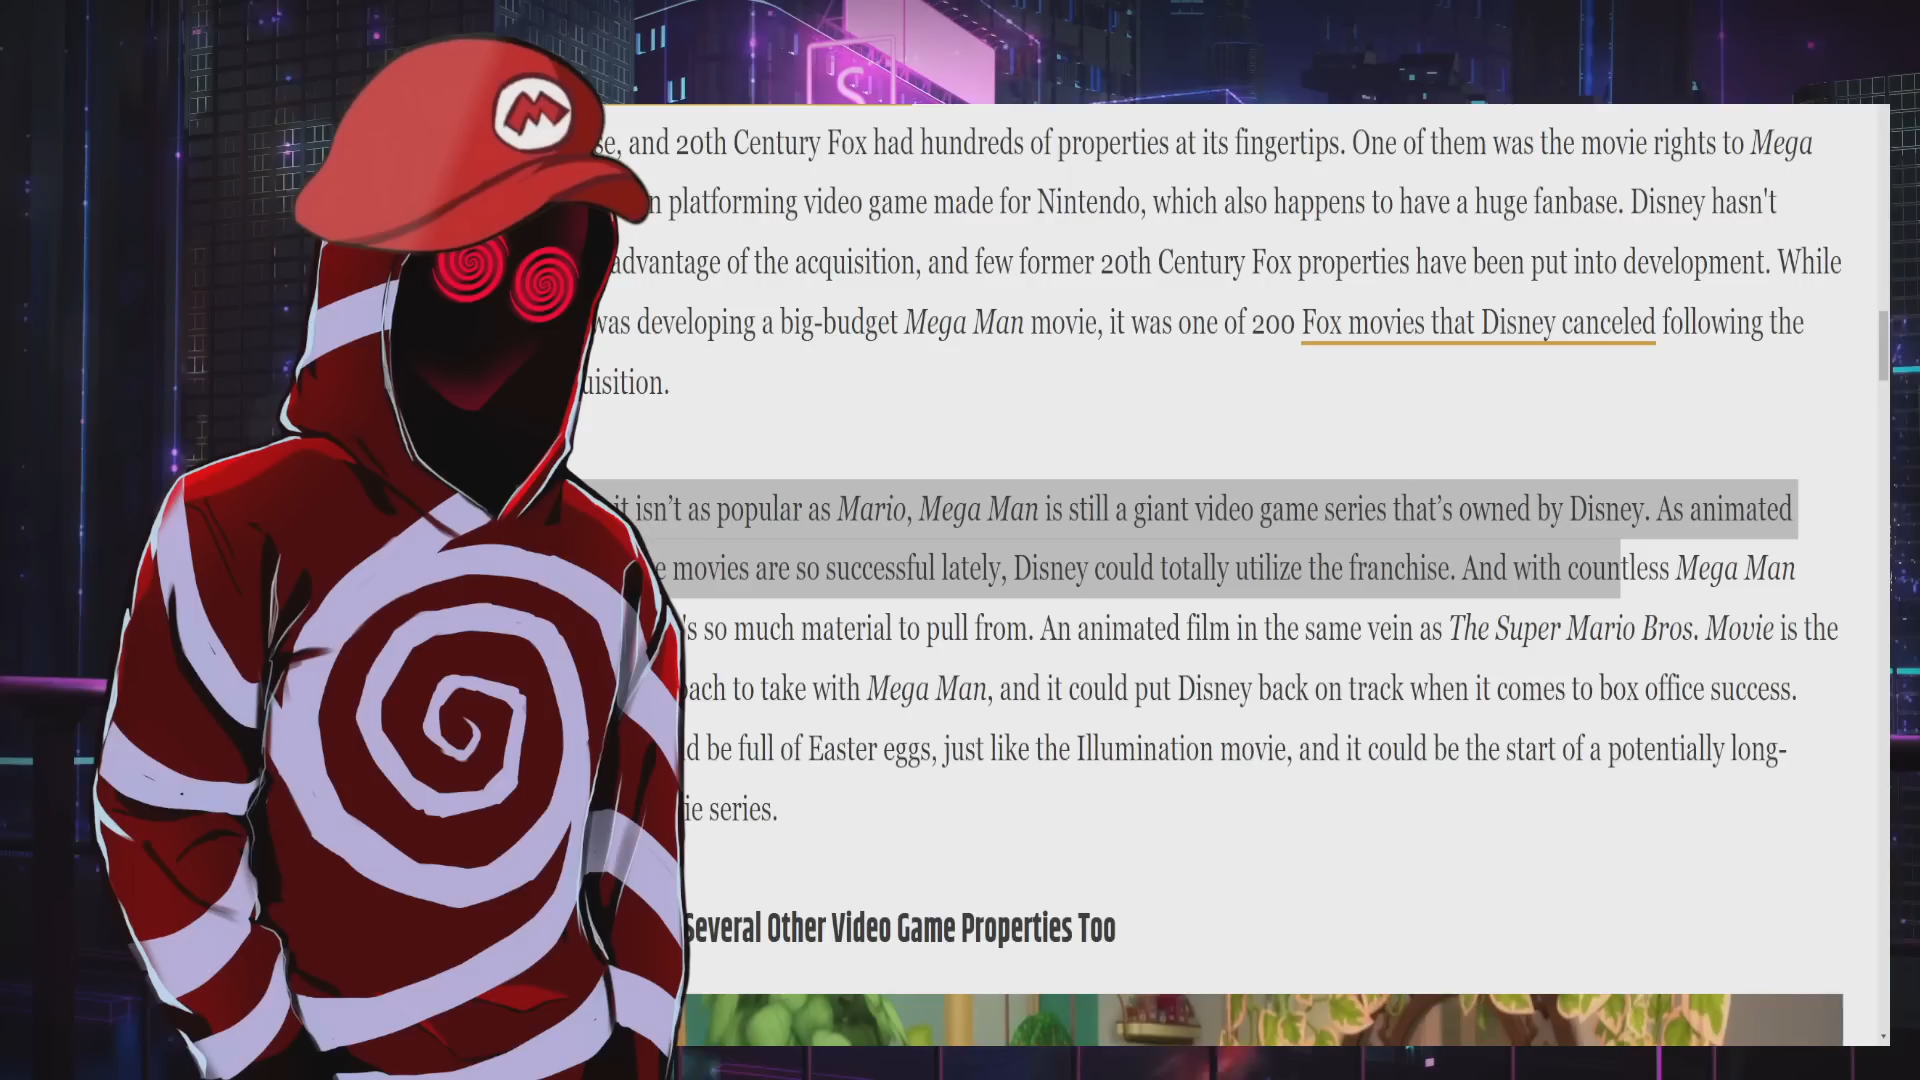 M
S
se, and 20th Century Fox had hundreds of properties at its fingertips. One of them was the movie rights to Mega
n platforming video game made for Nintendo, which also happens to have a huge fanbase. Disney hasn't
advantage of the acquisition, and few former 20th Century Fox properties have been put into development. While
was developing a big-budget Mega Man movie, it was one of 200 Fox movies that Disney canceled following the
uisition.
it isn’t as popular as Mario, Mega Man is still a giant video game series that’s owned by Disney. As animated
e movies are so successful lately, Disney could totally utilize the franchise. And with countless Mega Man
's so much material to pull from. An animated film in the same vein as The Super Mario Bros. Movie is the
oach to take with Mega Man, and it could put Disney back on track when it comes to box office success.
d be full of Easter eggs, just like the Illumination movie, and it could be the start of a potentially long-
ie series.
Several Other Video Game Properties Too